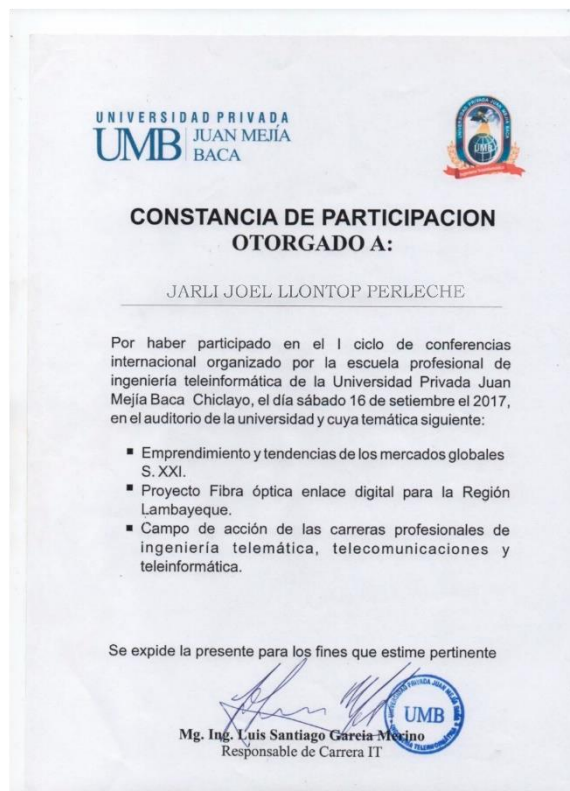 UNIVERSIDAD PRIVADA
UMB JUAN MEJÍA
BACA
UMB
CONSTANCIA DE PARTICIPACION
OTORGADO A:
JARLI JOEL LLONTOP PERLECHE
Por haber participado en el I ciclo de conferencias
internacional organizado por la escuela profesional de
ingeniería teleinformática de la Universidad Privada Juan
Mejía Baca Chiclayo, el día sábado 16 de setiembre el 2017,
en el auditorio de la universidad y cuya temática siguiente:
▪ Emprendimiento y tendencias de los mercados globales
S. XXI.
▪ Proyecto Fibra óptica enlace digital para la Región
Lambayeque.
▪ Campo de acción de las carreras profesionales de
ingeniería telemática, telecomunicaciones y
teleinformática.
Se expide la presente para los fines que estime pertinente
UMB
Mg. Ing. Luis Santiago Garcia Merino
Responsable de Carrera IT